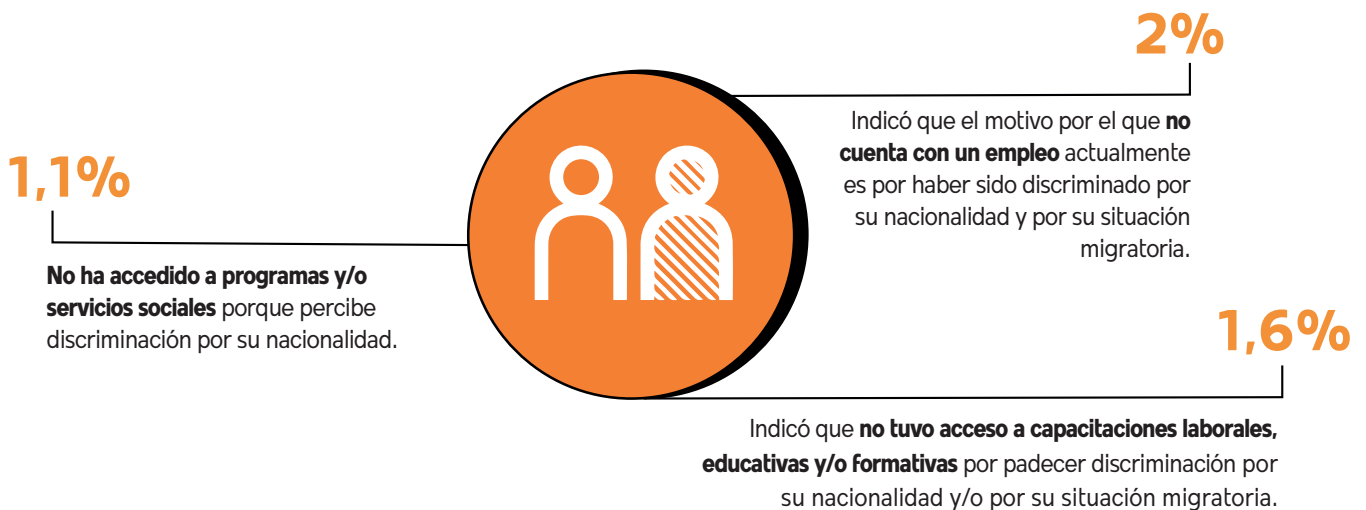 1,1%
No ha accedido a programas y/o
servicios sociales porque percibe
discriminación por su nacionalidad.
2%
Indicó que el motivo por el que no
cuenta con un empleo actualmente
es por haber sido discriminado por
su nacionalidad y por su situación
migratoria.
1,6%
Indicó que no tuvo acceso a capacitaciones laborales,
educativas y/o formativas por padecer discriminación por
su nacionalidad y/o por su situación migratoria.